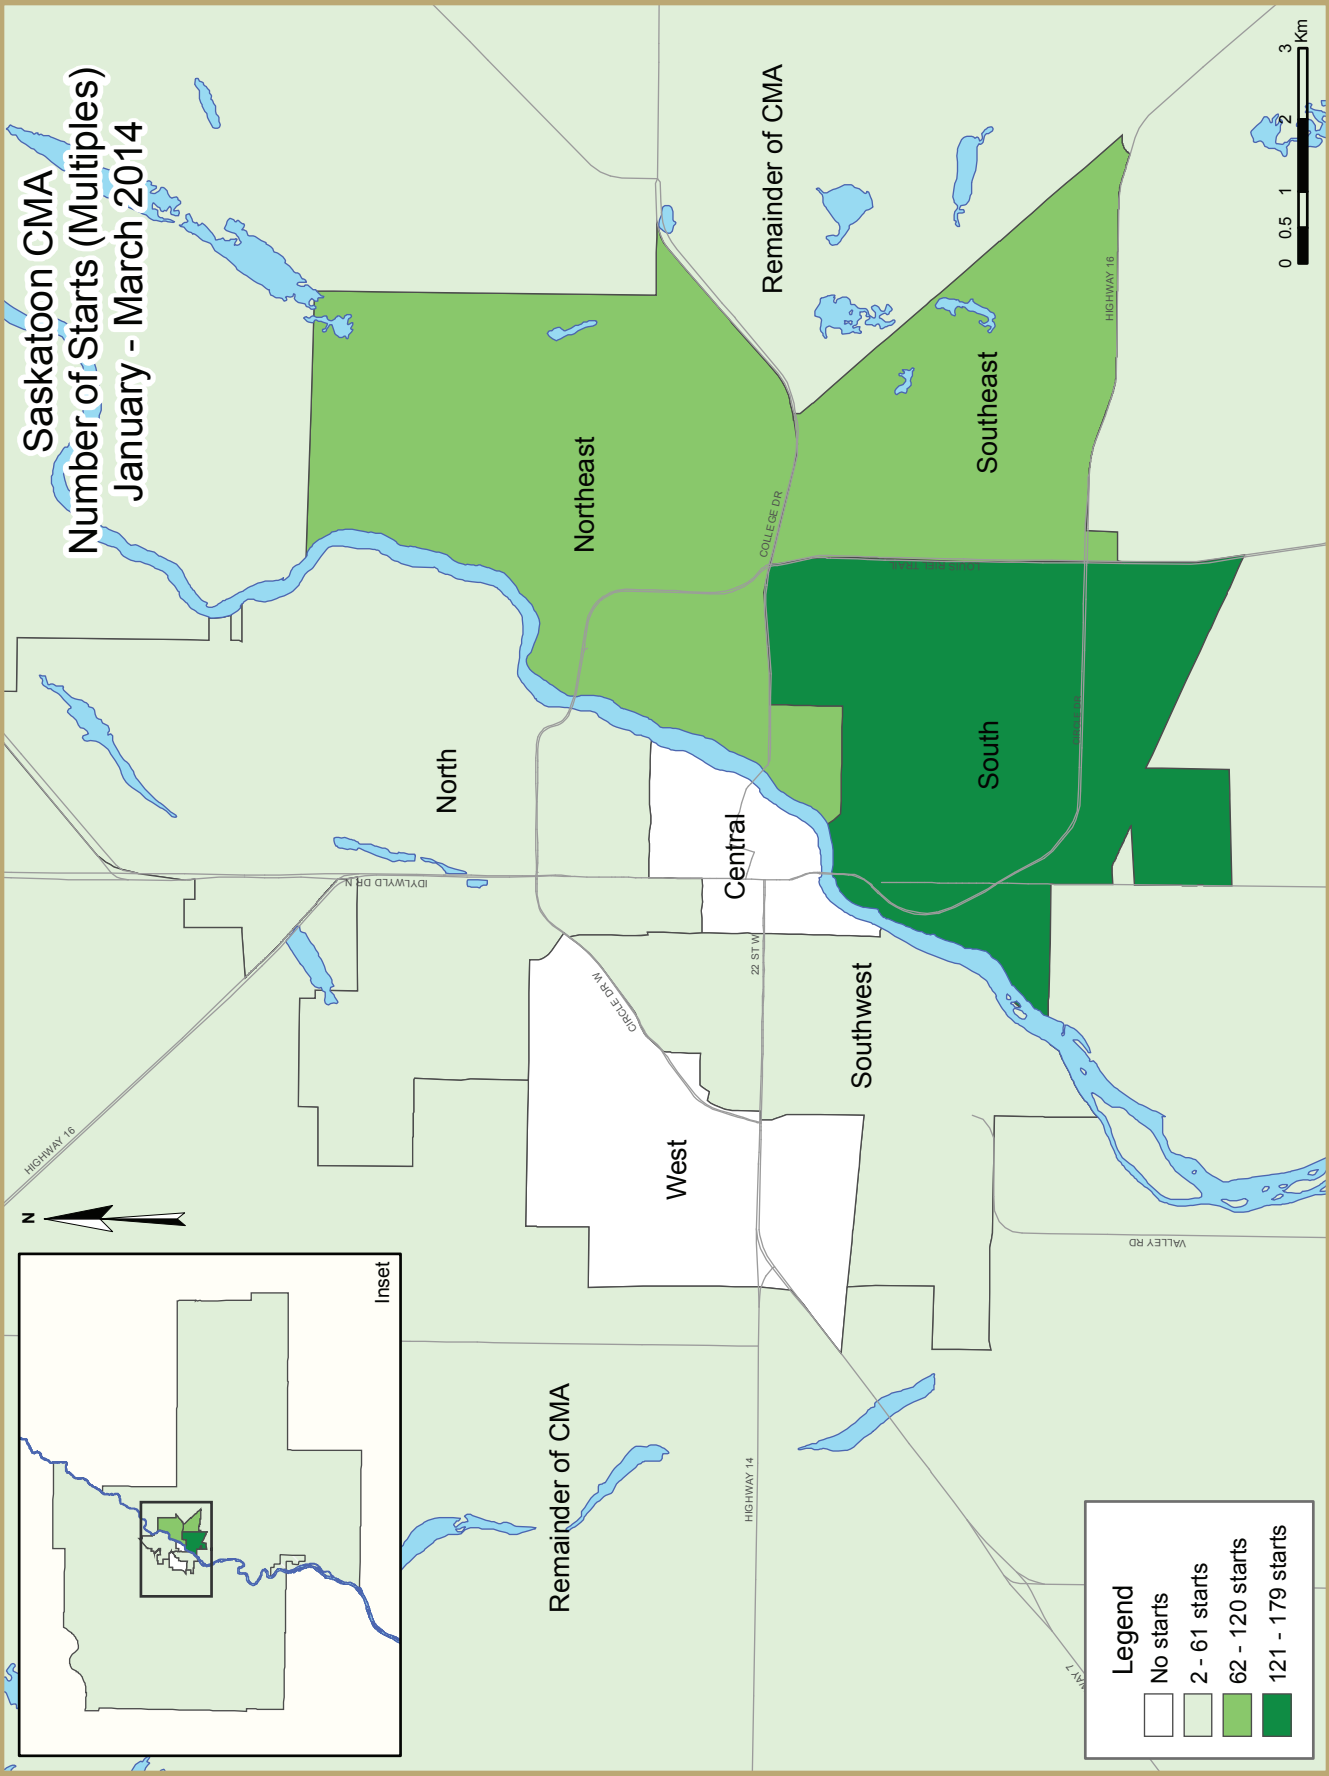 Saskatoon CMA
Number of Starts (Multiples)
January - March 2014
N
Inset
HIGHWAY 16
IDYLWYLD DR N
North
Northeast
Remainder of CMA
COLLEGE DR
Central
22 ST W
CIRCLE DR W
West
Southwest
South
Southeast
LOUIS RIEL TRAIL
CIRCLE DR
HIGHWAY 16
VALLEY RD
HIGHWAY 14
Remainder of CMA
WAY 7
Legend
No starts
2 - 61 starts
62 - 120 starts
121 - 179 starts
0 0.5 1 2 3
Km